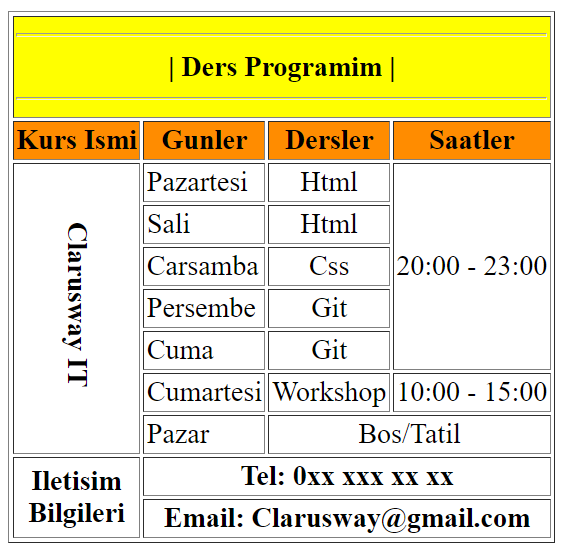 | Ders Programim |
Kurs Ismi Gunler Dersler Saatler
Clarusway IT
Pazartesi Html
Sali Html
Carsamba Css 20:00 - 23:00
Persembe Git
Cuma Git
Cumartesi Workshop 10:00 - 15:00
Pazar Bos/Tatil
Iletisim
Bilgileri
Tel: 0xx xxx xx xx
Email: Clarusway@gmail.com